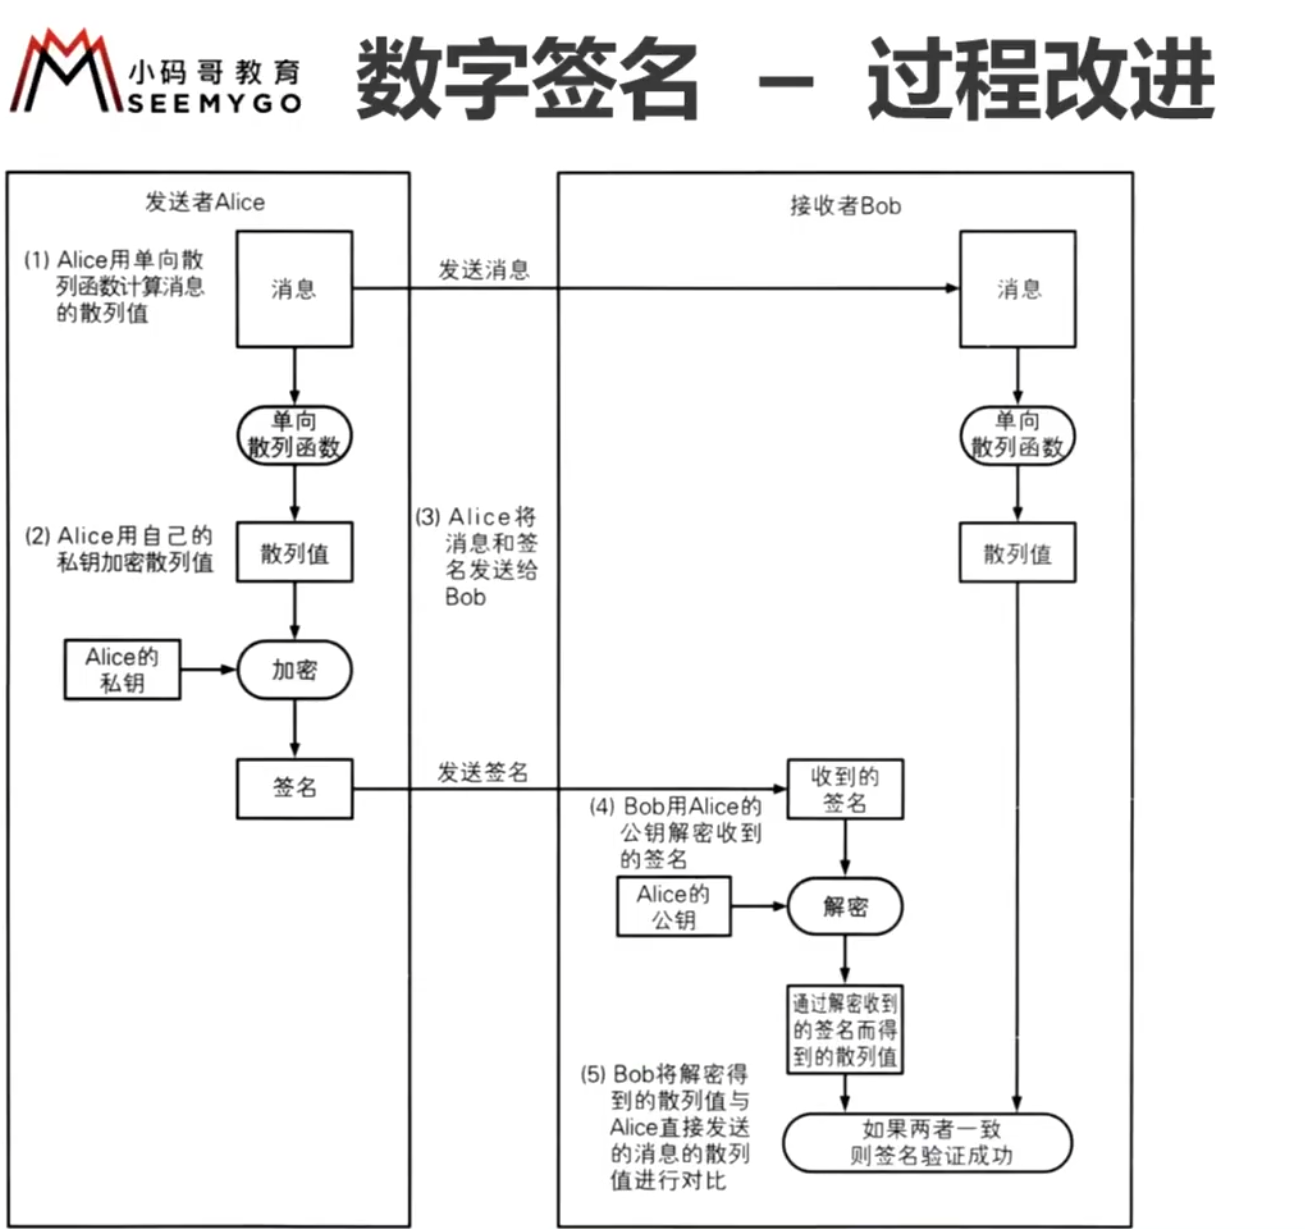 小码哥教育
SEEMYGO
数字签名 - 过程改进
发送者Alice
(1) Alice用单向散
列函数计算消息
的散列值
消息
单向
散列函数
(2) Alice用自己的
私钥加密散列值
散列值
Alice的
私钥
加密
签名
发送消息
(3) Alice将
消息和签
名发送给
Bob
发送签名
接收者Bob
消息
单向
散列函数
散列值
收到的
签名
(4) Bob用Alice的
公钥解密收到
的签名
Alice的
公钥
解密
通过解密收到
的签名而得
到的散列值
(5) Bob将解密得
到的散列值与
Alice直接发送
的消息的散列
值进行对比
如果两者一致
则签名验证成功